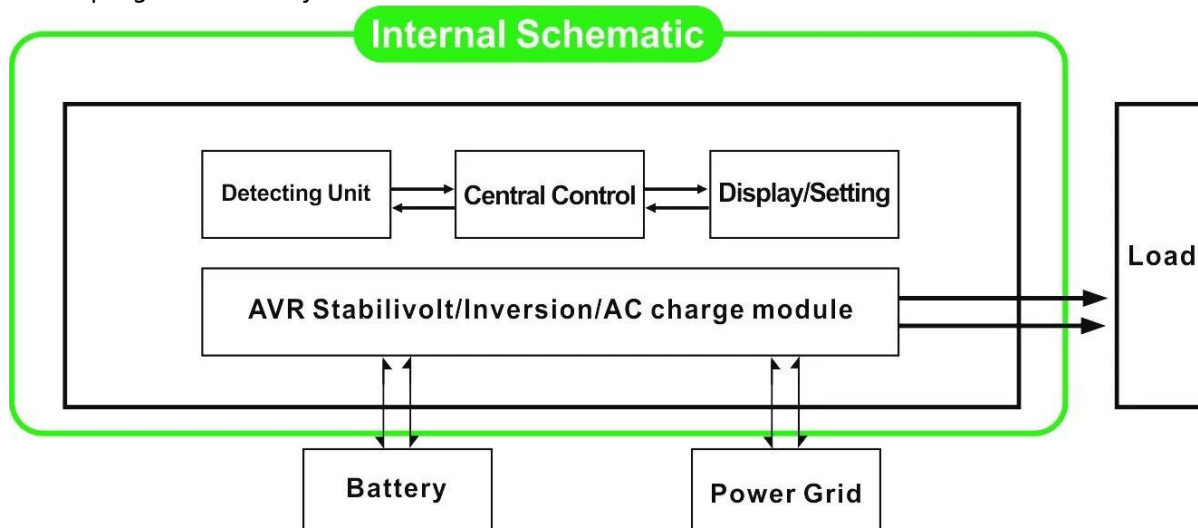 Internal Schematic
Detecting Unit
Central Control
Display/Setting
Load
AVR Stabilivolt/Inversion/AC charge module
Battery
Power Grid